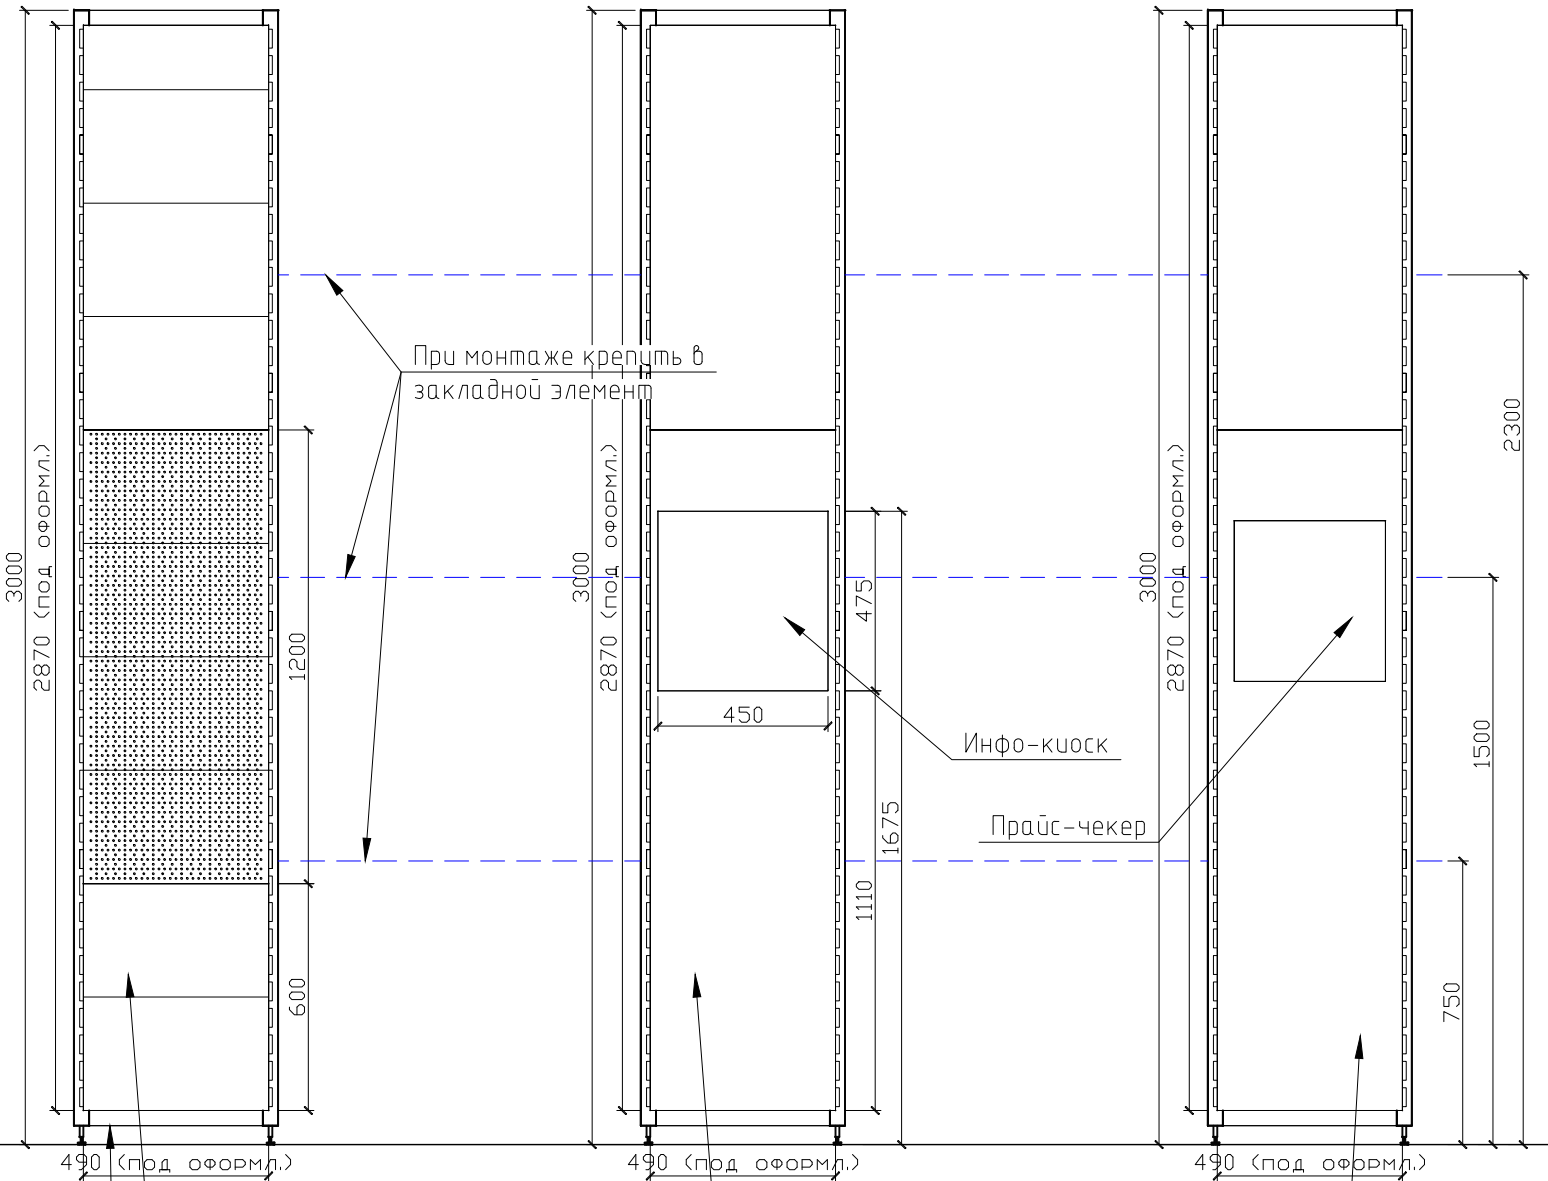 При монтаже крепить в
закладной элемент
3000
2870 (под оформл.)
1200
600
490 (под оформл.)
3000
2870 (под оформл.)
475
450
Инфо-киоск
1675
1110
490 (под оформл.)
3000
2870 (под оформл.)
Прайс-чекер
2300
1500
750
490 (под оформл.)